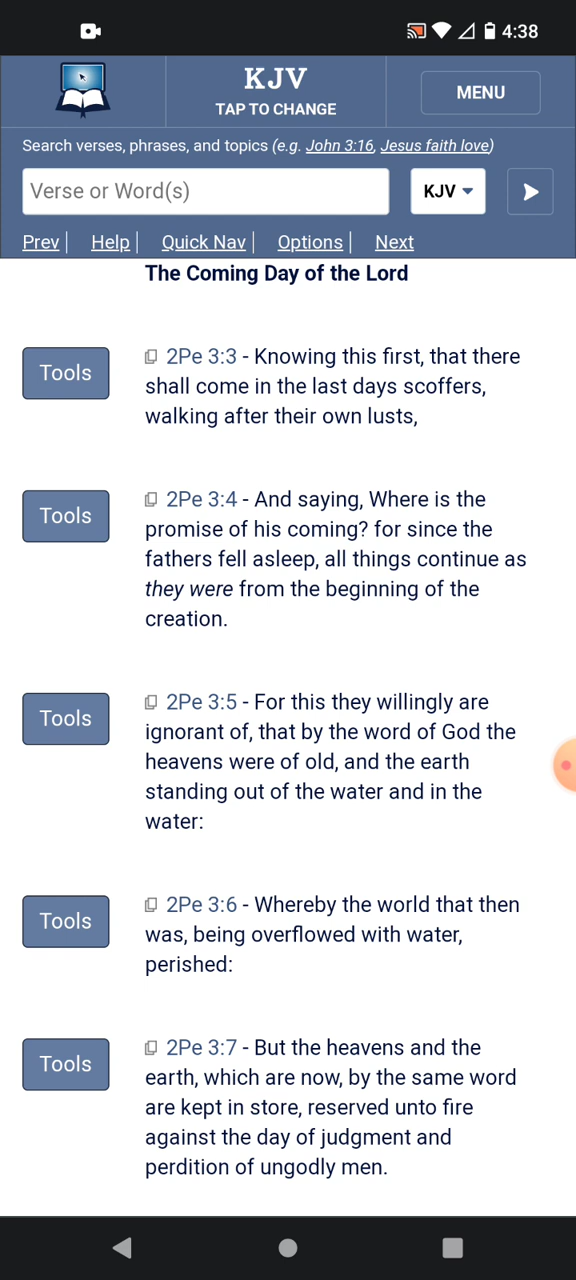 4:38
KJV
TAP TO CHANGE
MENU
Search verses, phrases, and topics (e.g. John 3:16, Jesus faith love)
Verse or Word(s)
KJV
Prev | Help | Quick Nav | Options | Next
The Coming Day of the Lord
Tools
2Pe 3:3 - Knowing this first, that there
shall come in the last days scoffers,
walking after their own lusts,
Tools
2Pe 3:4 - And saying, Where is the
promise of his coming? for since the
fathers fell asleep, all things continue as
they were from the beginning of the
creation.
Tools
2Pe 3:5 - For this they willingly are
ignorant of, that by the word of God the
heavens were of old, and the earth
standing out of the water and in the
water:
Tools
2Pe 3:6 - Whereby the world that then
was, being overflowed with water,
perished:
Tools
2Pe 3:7 - But the heavens and the
earth, which are now, by the same word
are kept in store, reserved unto fire
against the day of judgment and
perdition of ungodly men.